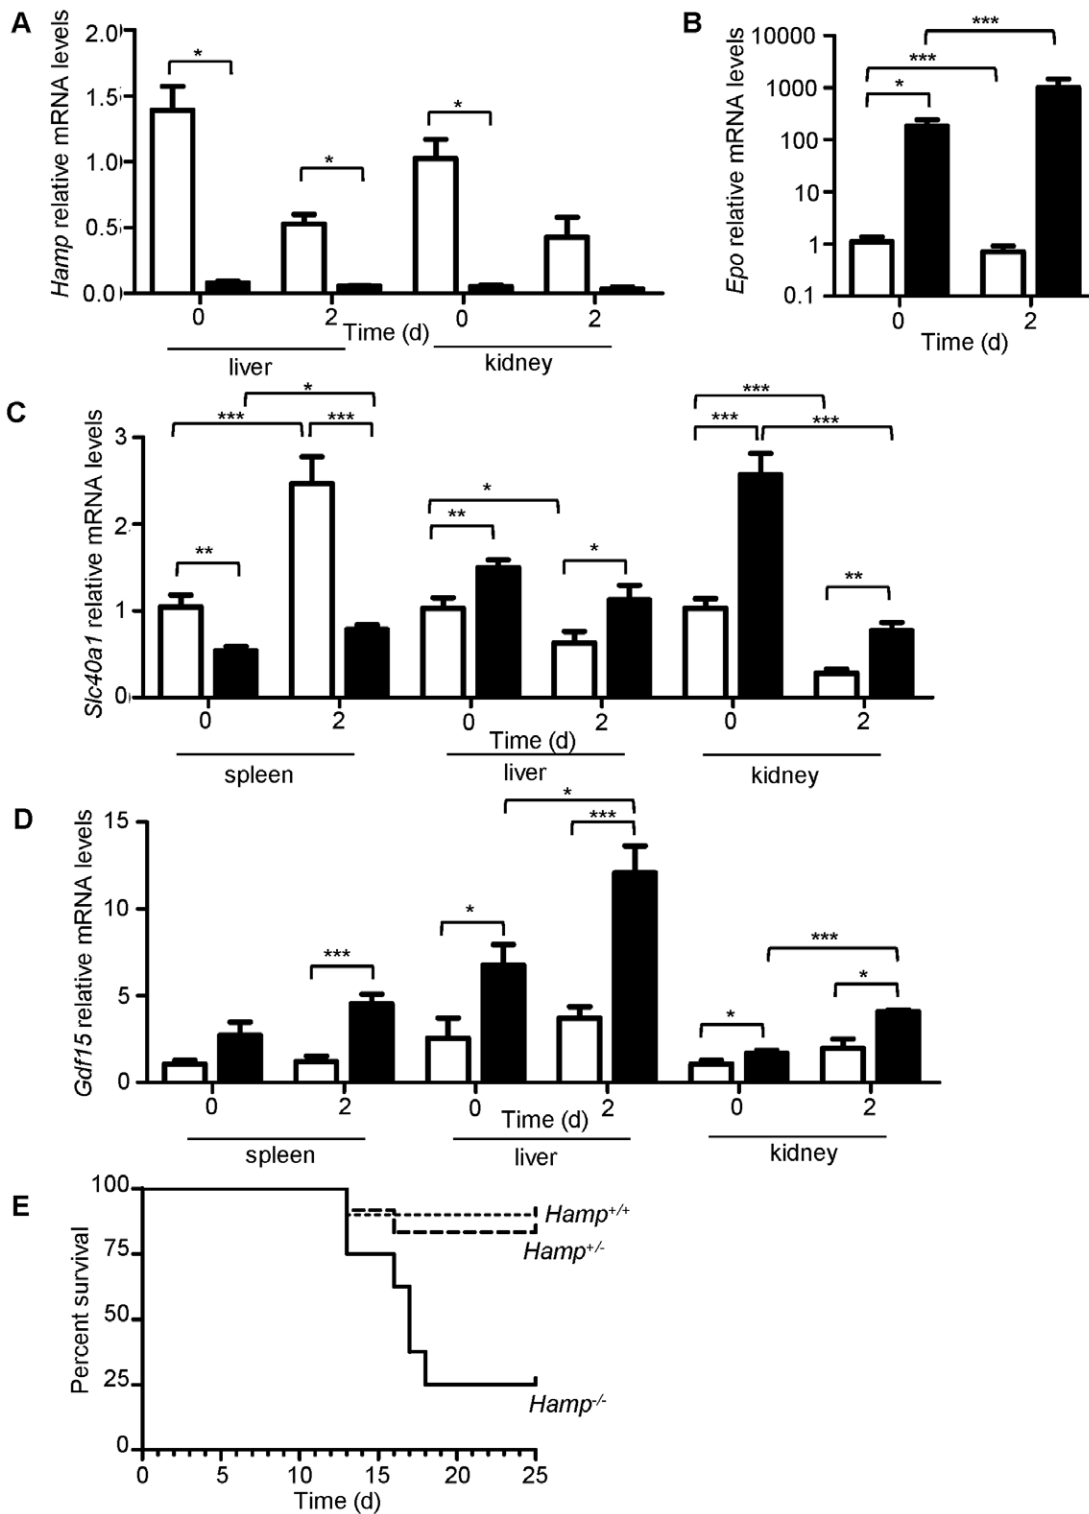 A
Hamp relative mRNA levels
2.0
1.5
1.0
0.5
0.0
*
*
*
0
2
0
2
Time (d)
liver
kidney
B
Epo relative mRNA levels
10000
1000
100
10
1
0.1
***
***
*
0
2
Time (d)
C
Slc40a1 relative mRNA levels
3
2
1
0
*
***
***
**
*
**
*
***
***
***
**
0
2
0
2
0
2
Time (d)
spleen
liver
kidney
D
Gdf15 relative mRNA levels
15
10
5
0
***
*
*
***
*
***
*
0
2
0
2
0
2
Time (d)
spleen
liver
kidney
E
Percent survival
100
75
50
25
0
Hamp+/+
Hamp+/-
Hamp-/-
0
5
10
15
20
25
Time (d)